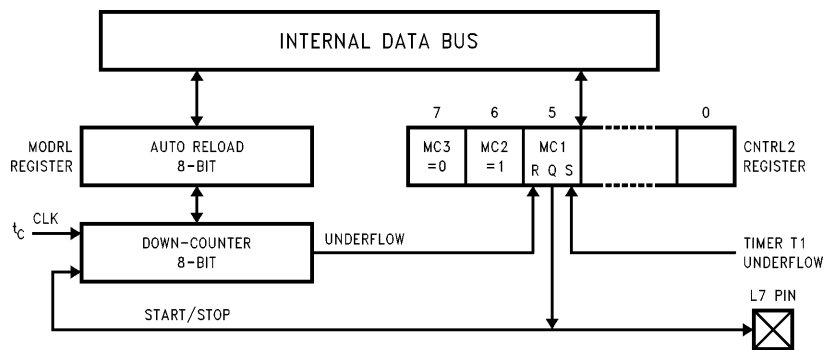 INTERNAL DATA BUS
7 6 5 0
MODRL
REGISTER
AUTO RELOAD
8-BIT
MC3
=0
MC2
=1
MC1
R Q S
CNTRL2
REGISTER
tC CLK
DOWN-COUNTER
8-BIT
UNDERFLOW
TIMER T1
UNDERFLOW
START/STOP
L7 PIN